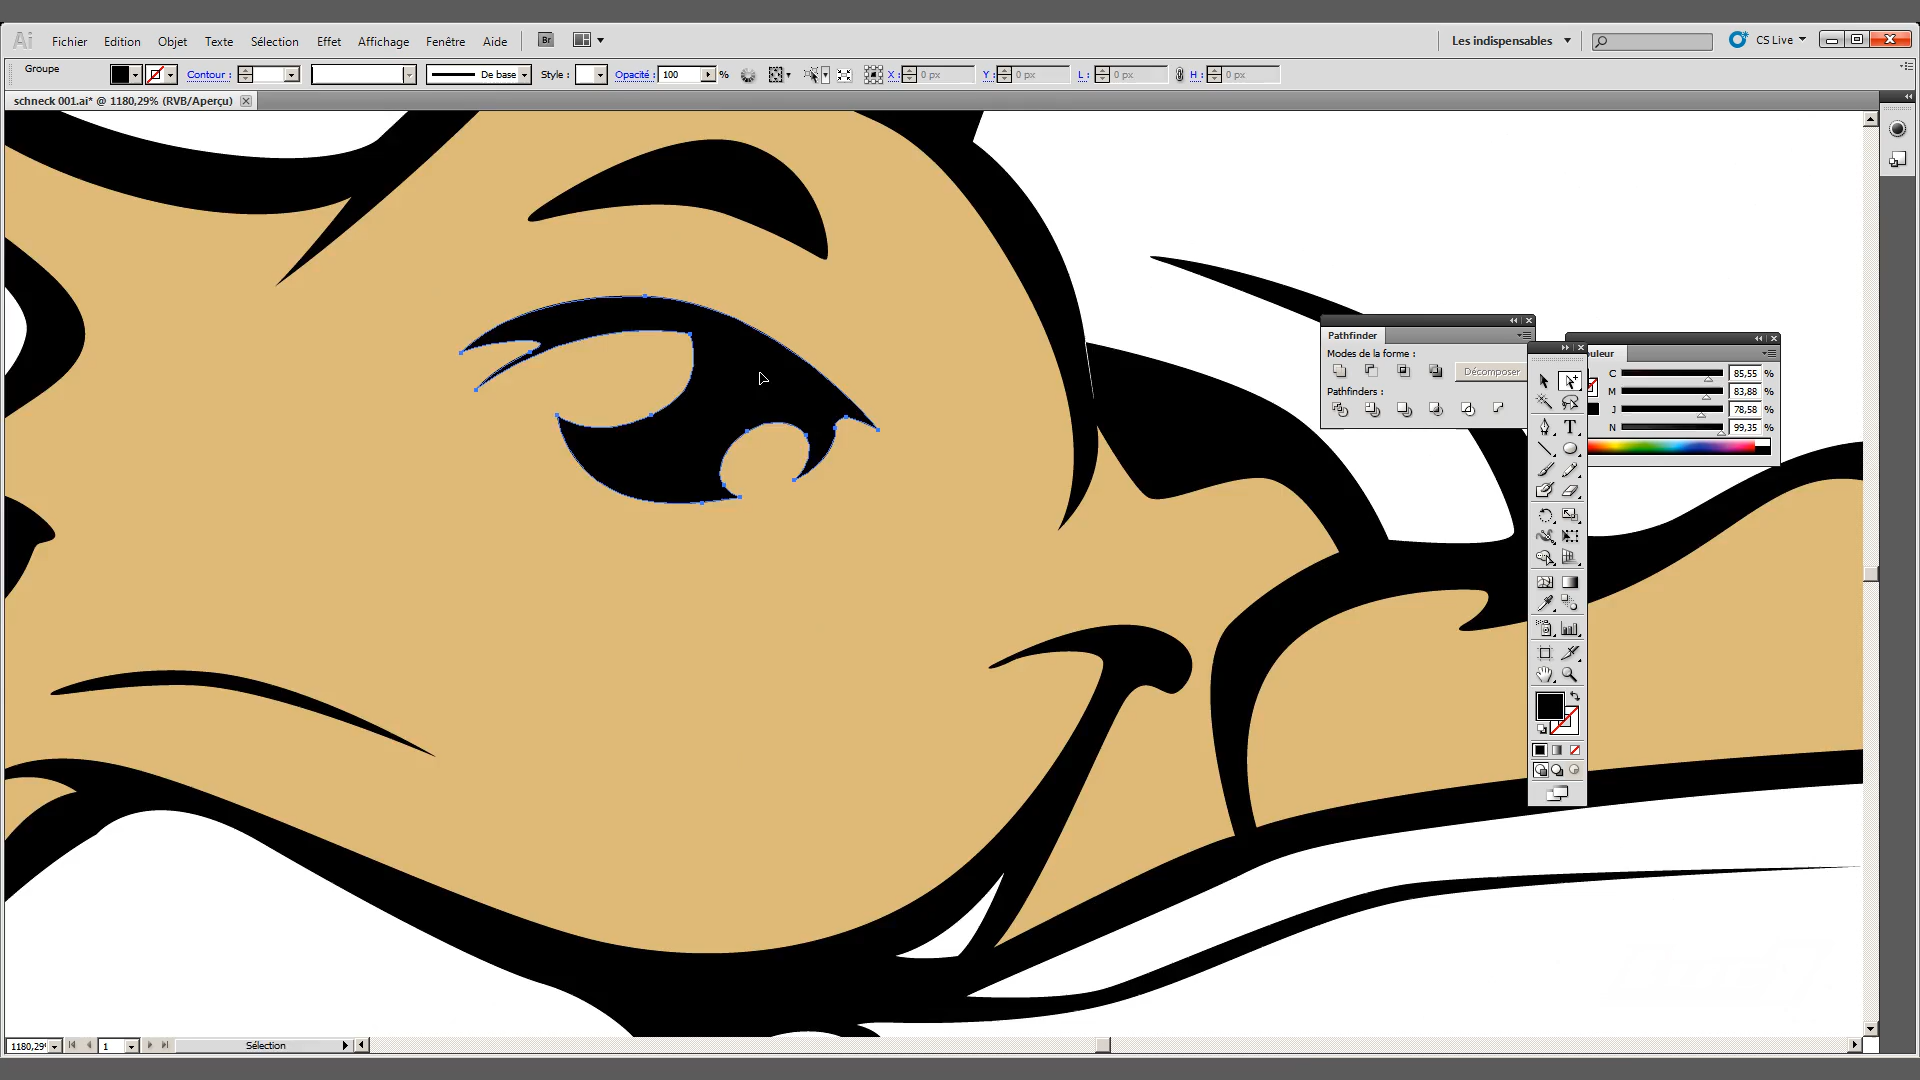 Ai Fichier Edition Objet Texte Sélection Effet Affichage Fenêtre Aide Br Les indispensables CS Live
Groupe Contour : De base Style : Opacité : 100 % X : 0 px Y : 0 px L : 0 px H : 0 px
schneck 001.ai* @ 1180,29% (RVB/Aperçu)
Pathfinder
Modes de la forme :
Décomposer
Pathfinders :
ouleur
C 85,55 %
M 83,88 %
J 78,58 %
N 99,35 %
T
1180,29 1 Sélection